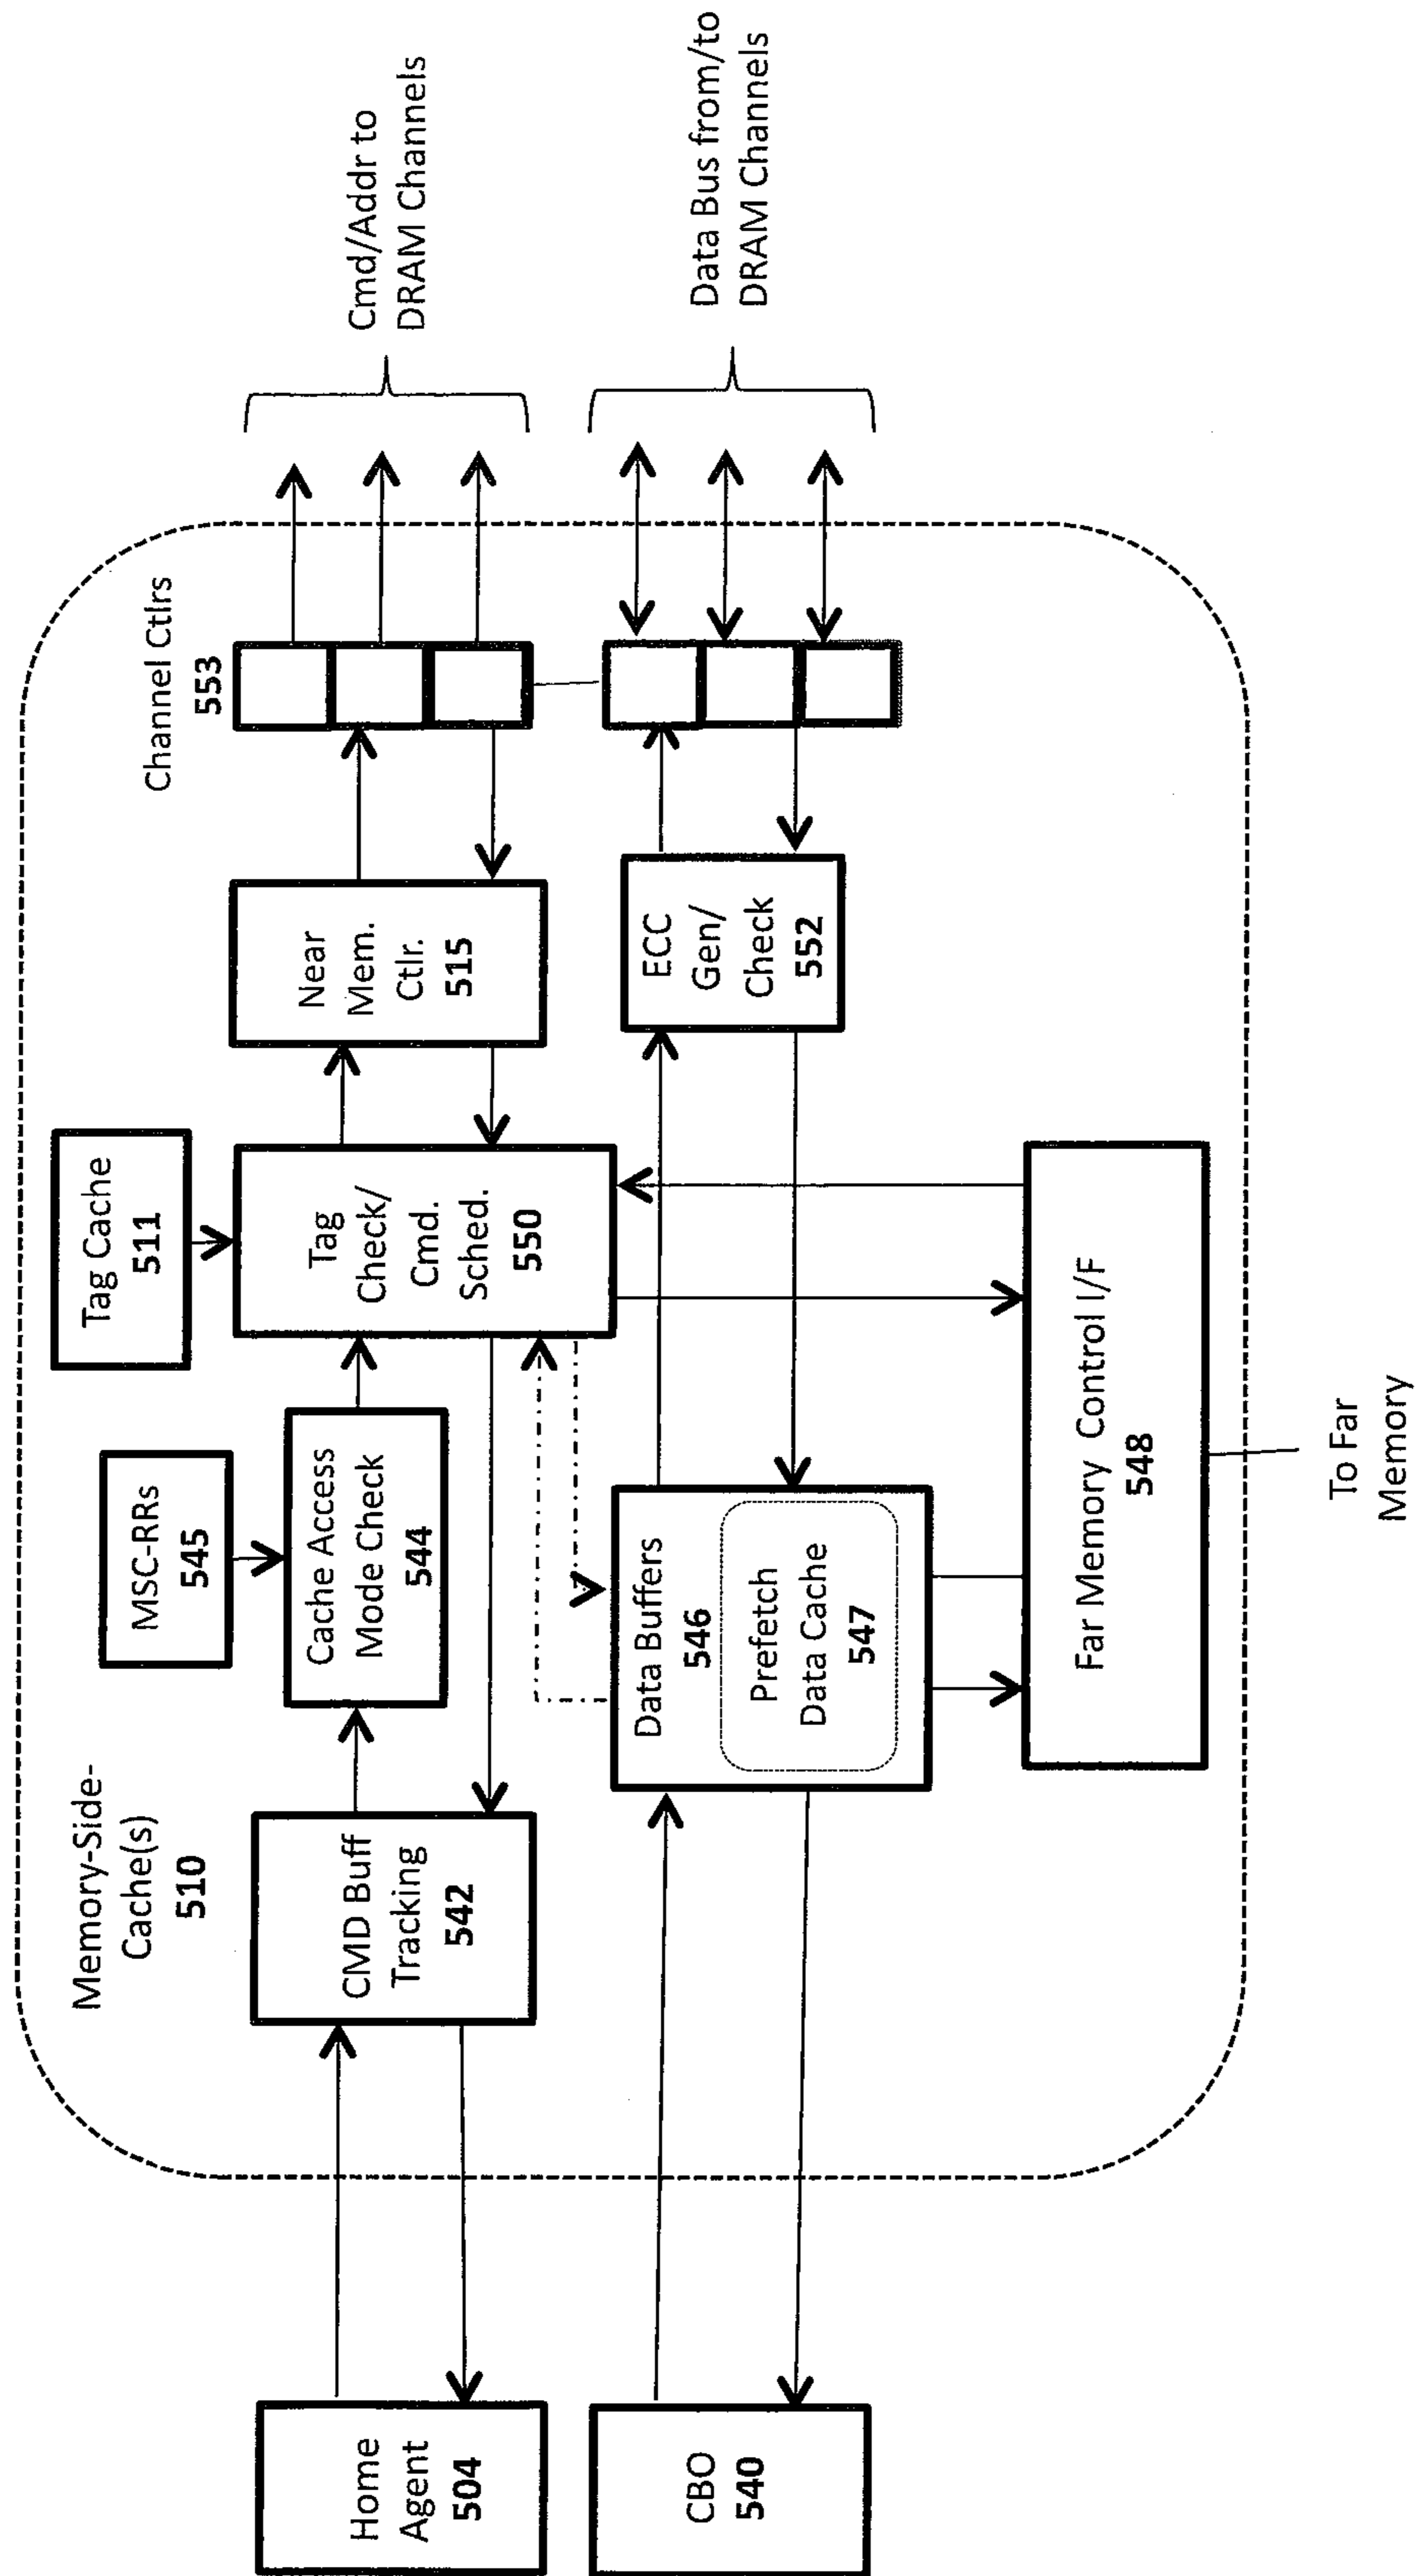 Memory-Side-
Cache(s)
510
MSC-RRs
545
Tag Cache
511
Channel Ctlrs
553
Home
Agent
504
CMD Buff
Tracking
542
Cache Access
Mode Check
544
Tag
Check/
Cmd.
Sched.
550
Near
Mem.
Ctlr.
515
Cmd/Addr to
DRAM Channels
CBO
540
Data Buffers
546
Prefetch
Data Cache
547
ECC
Gen/
Check
552
Data Bus from/to
DRAM Channels
Far Memory Control I/F
548
To Far
Memory